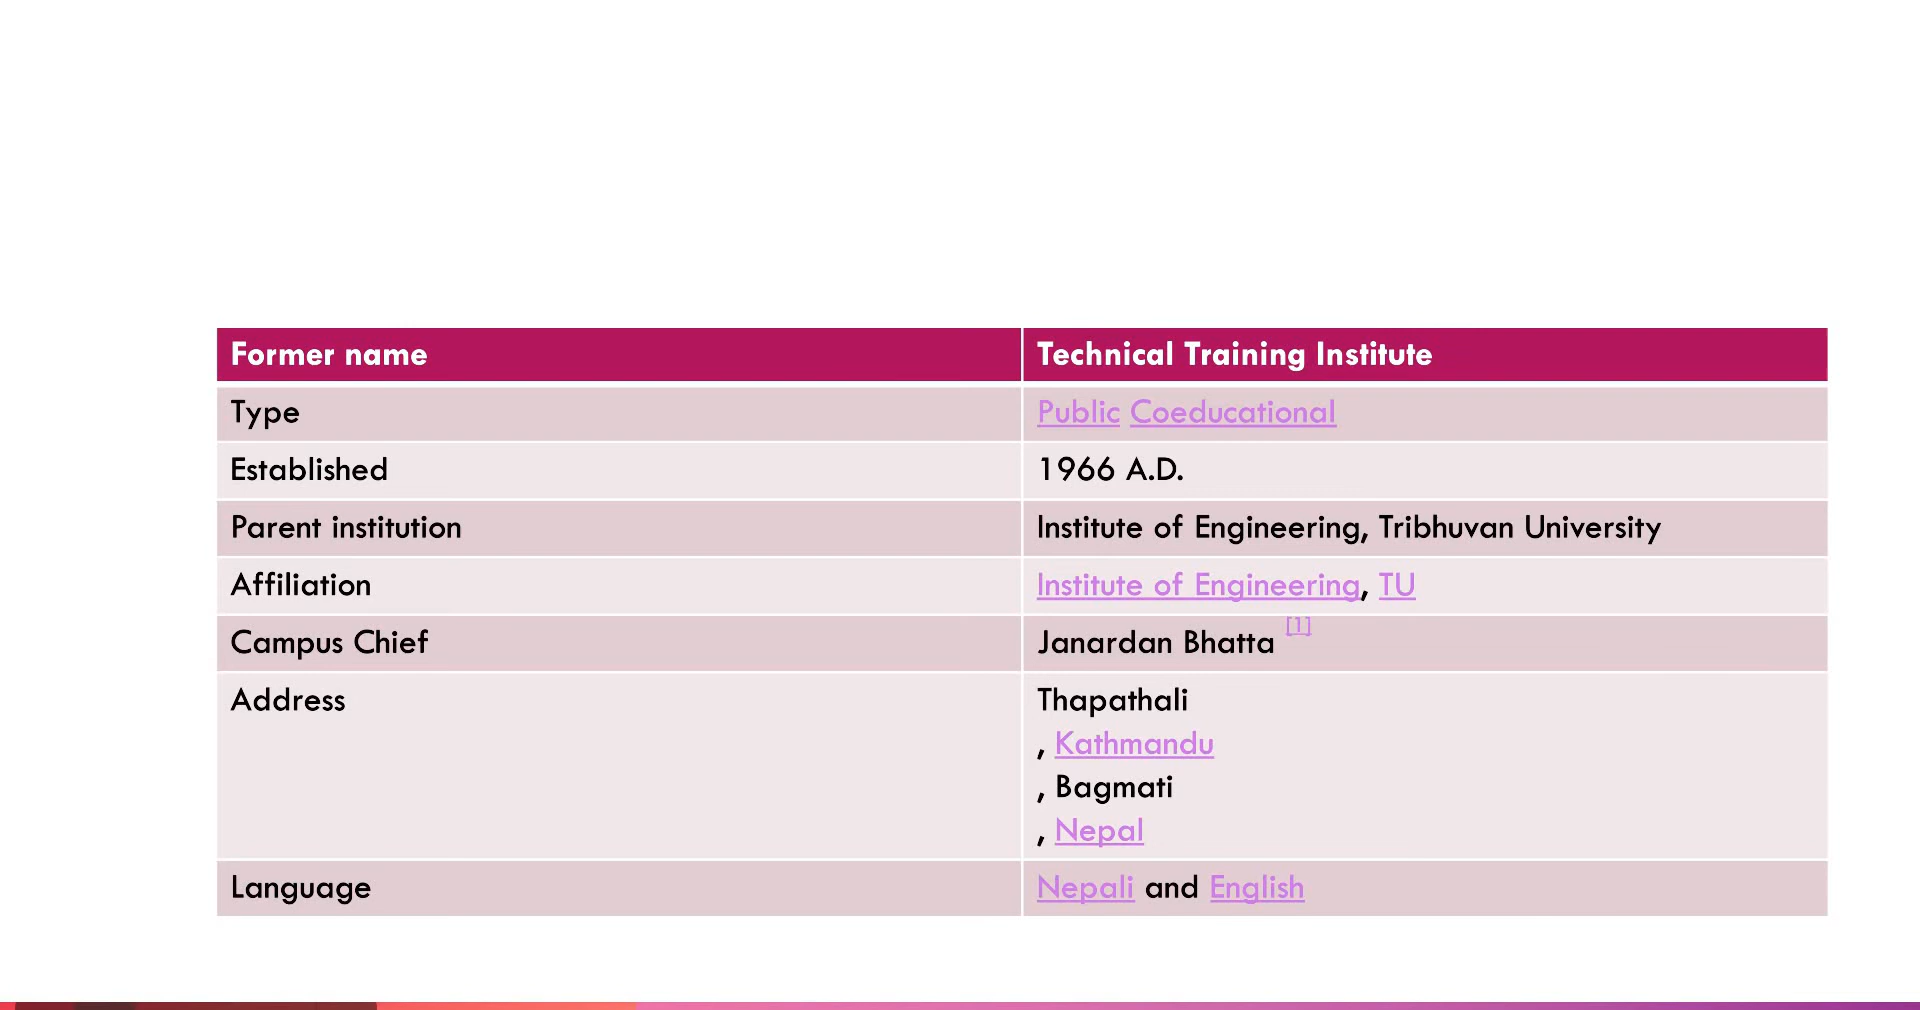 Former name Technical Training Institute
Type Public Coeducational
Established 1966 A.D.
Parent institution Institute of Engineering, Tribhuvan University
Affiliation Institute of Engineering, TU
Campus Chief Janardan Bhatta [1]
Address Thapathali
, Kathmandu
, Bagmati
, Nepal
Language Nepali and English